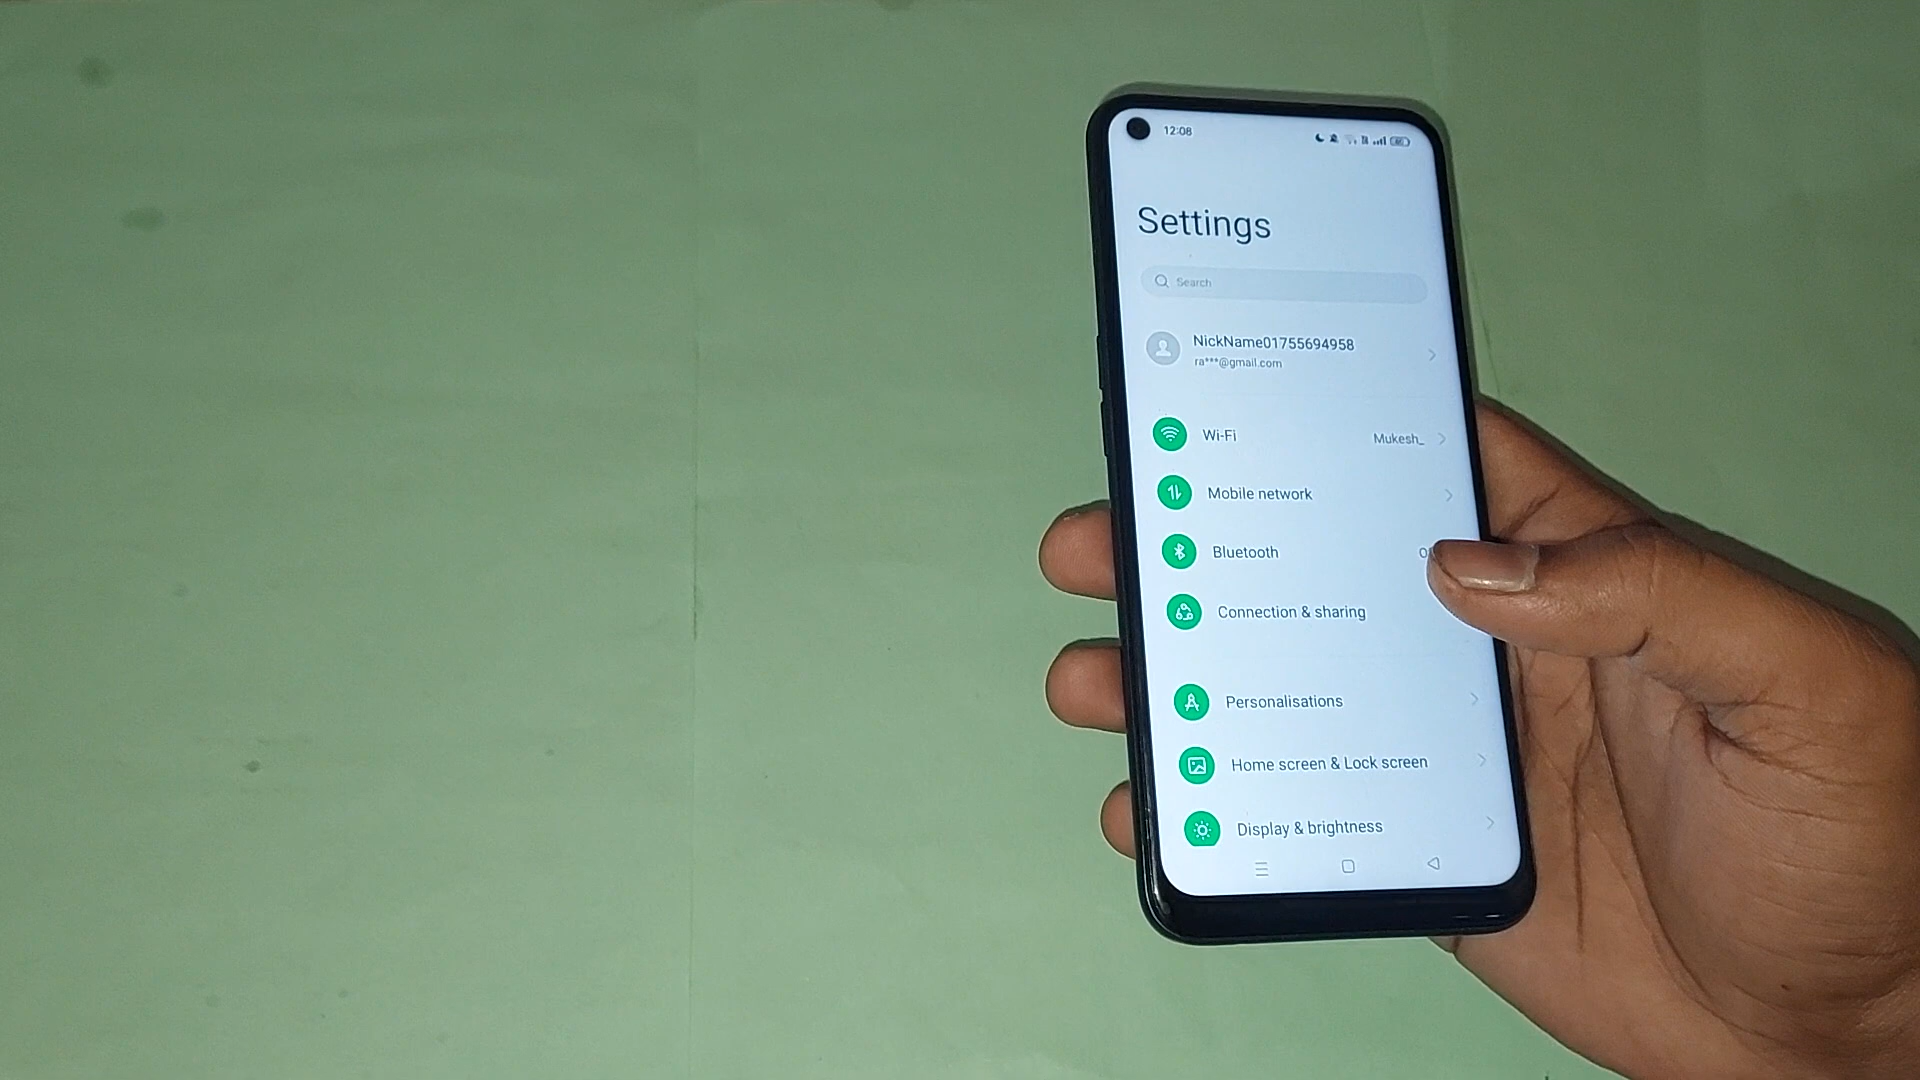 12:08
Settings
Search
NickName01755694958
ra***@gmail.com
Wi-Fi Mukesh_
Mobile network
Bluetooth
Connection & sharing
Personalisations
Home screen & Lock screen
Display & brightness